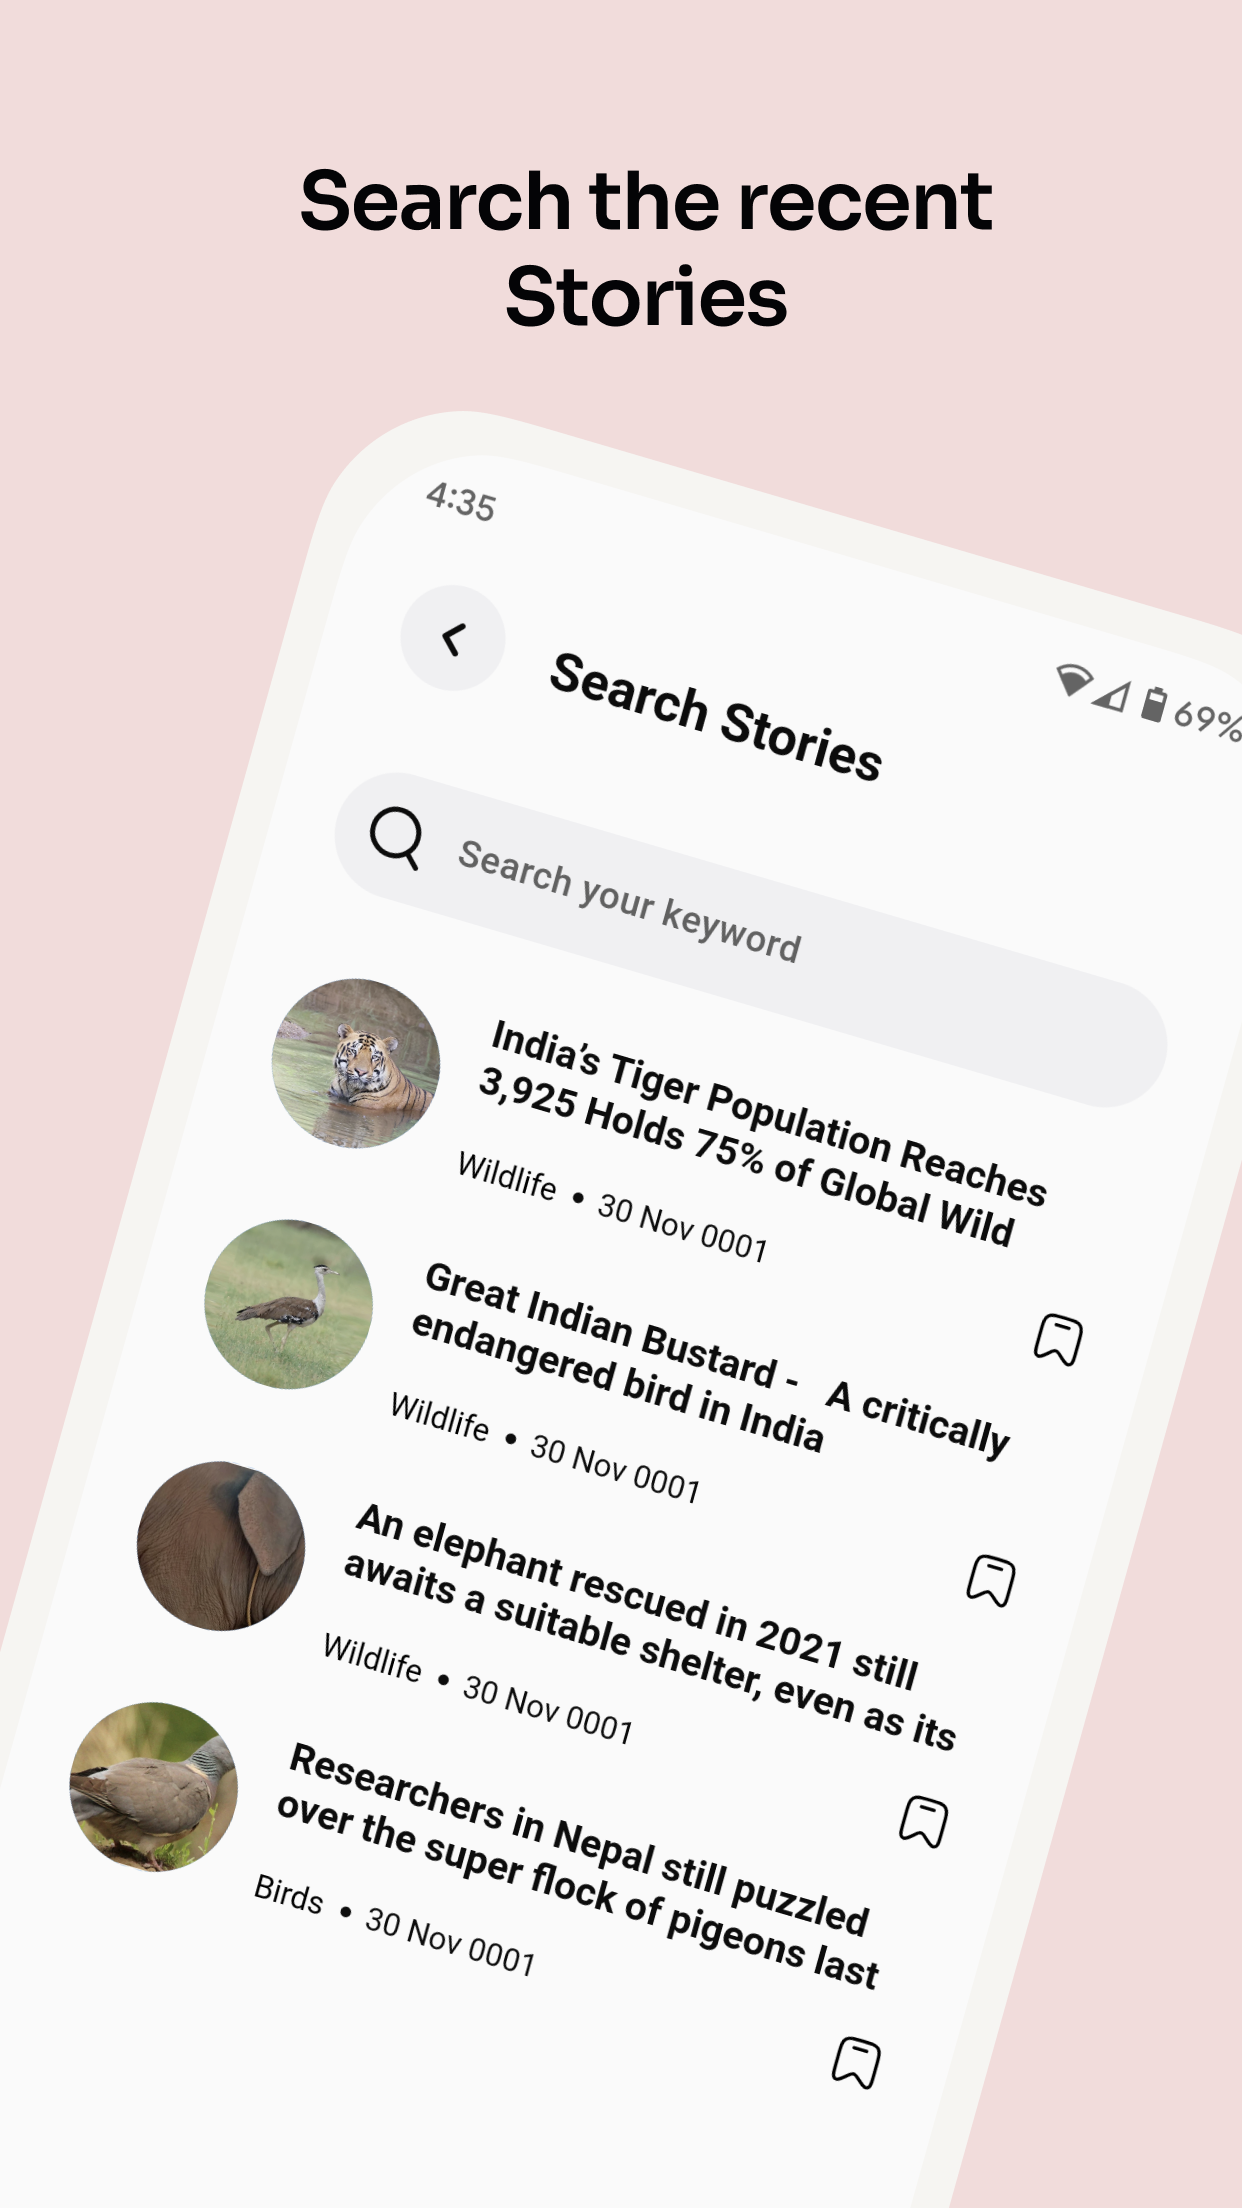 Search the recent
Stories
4:35
69%
Search Stories
Search your keyword
India’s Tiger Population Reaches
3,925 Holds 75% of Global Wild
Wildlife • 30 Nov 0001
Great Indian Bustard - A critically
endangered bird in India
Wildlife • 30 Nov 0001
An elephant rescued in 2021 still
awaits a suitable shelter, even as its
Wildlife • 30 Nov 0001
Researchers in Nepal still puzzled
over the super flock of pigeons last
Birds • 30 Nov 0001